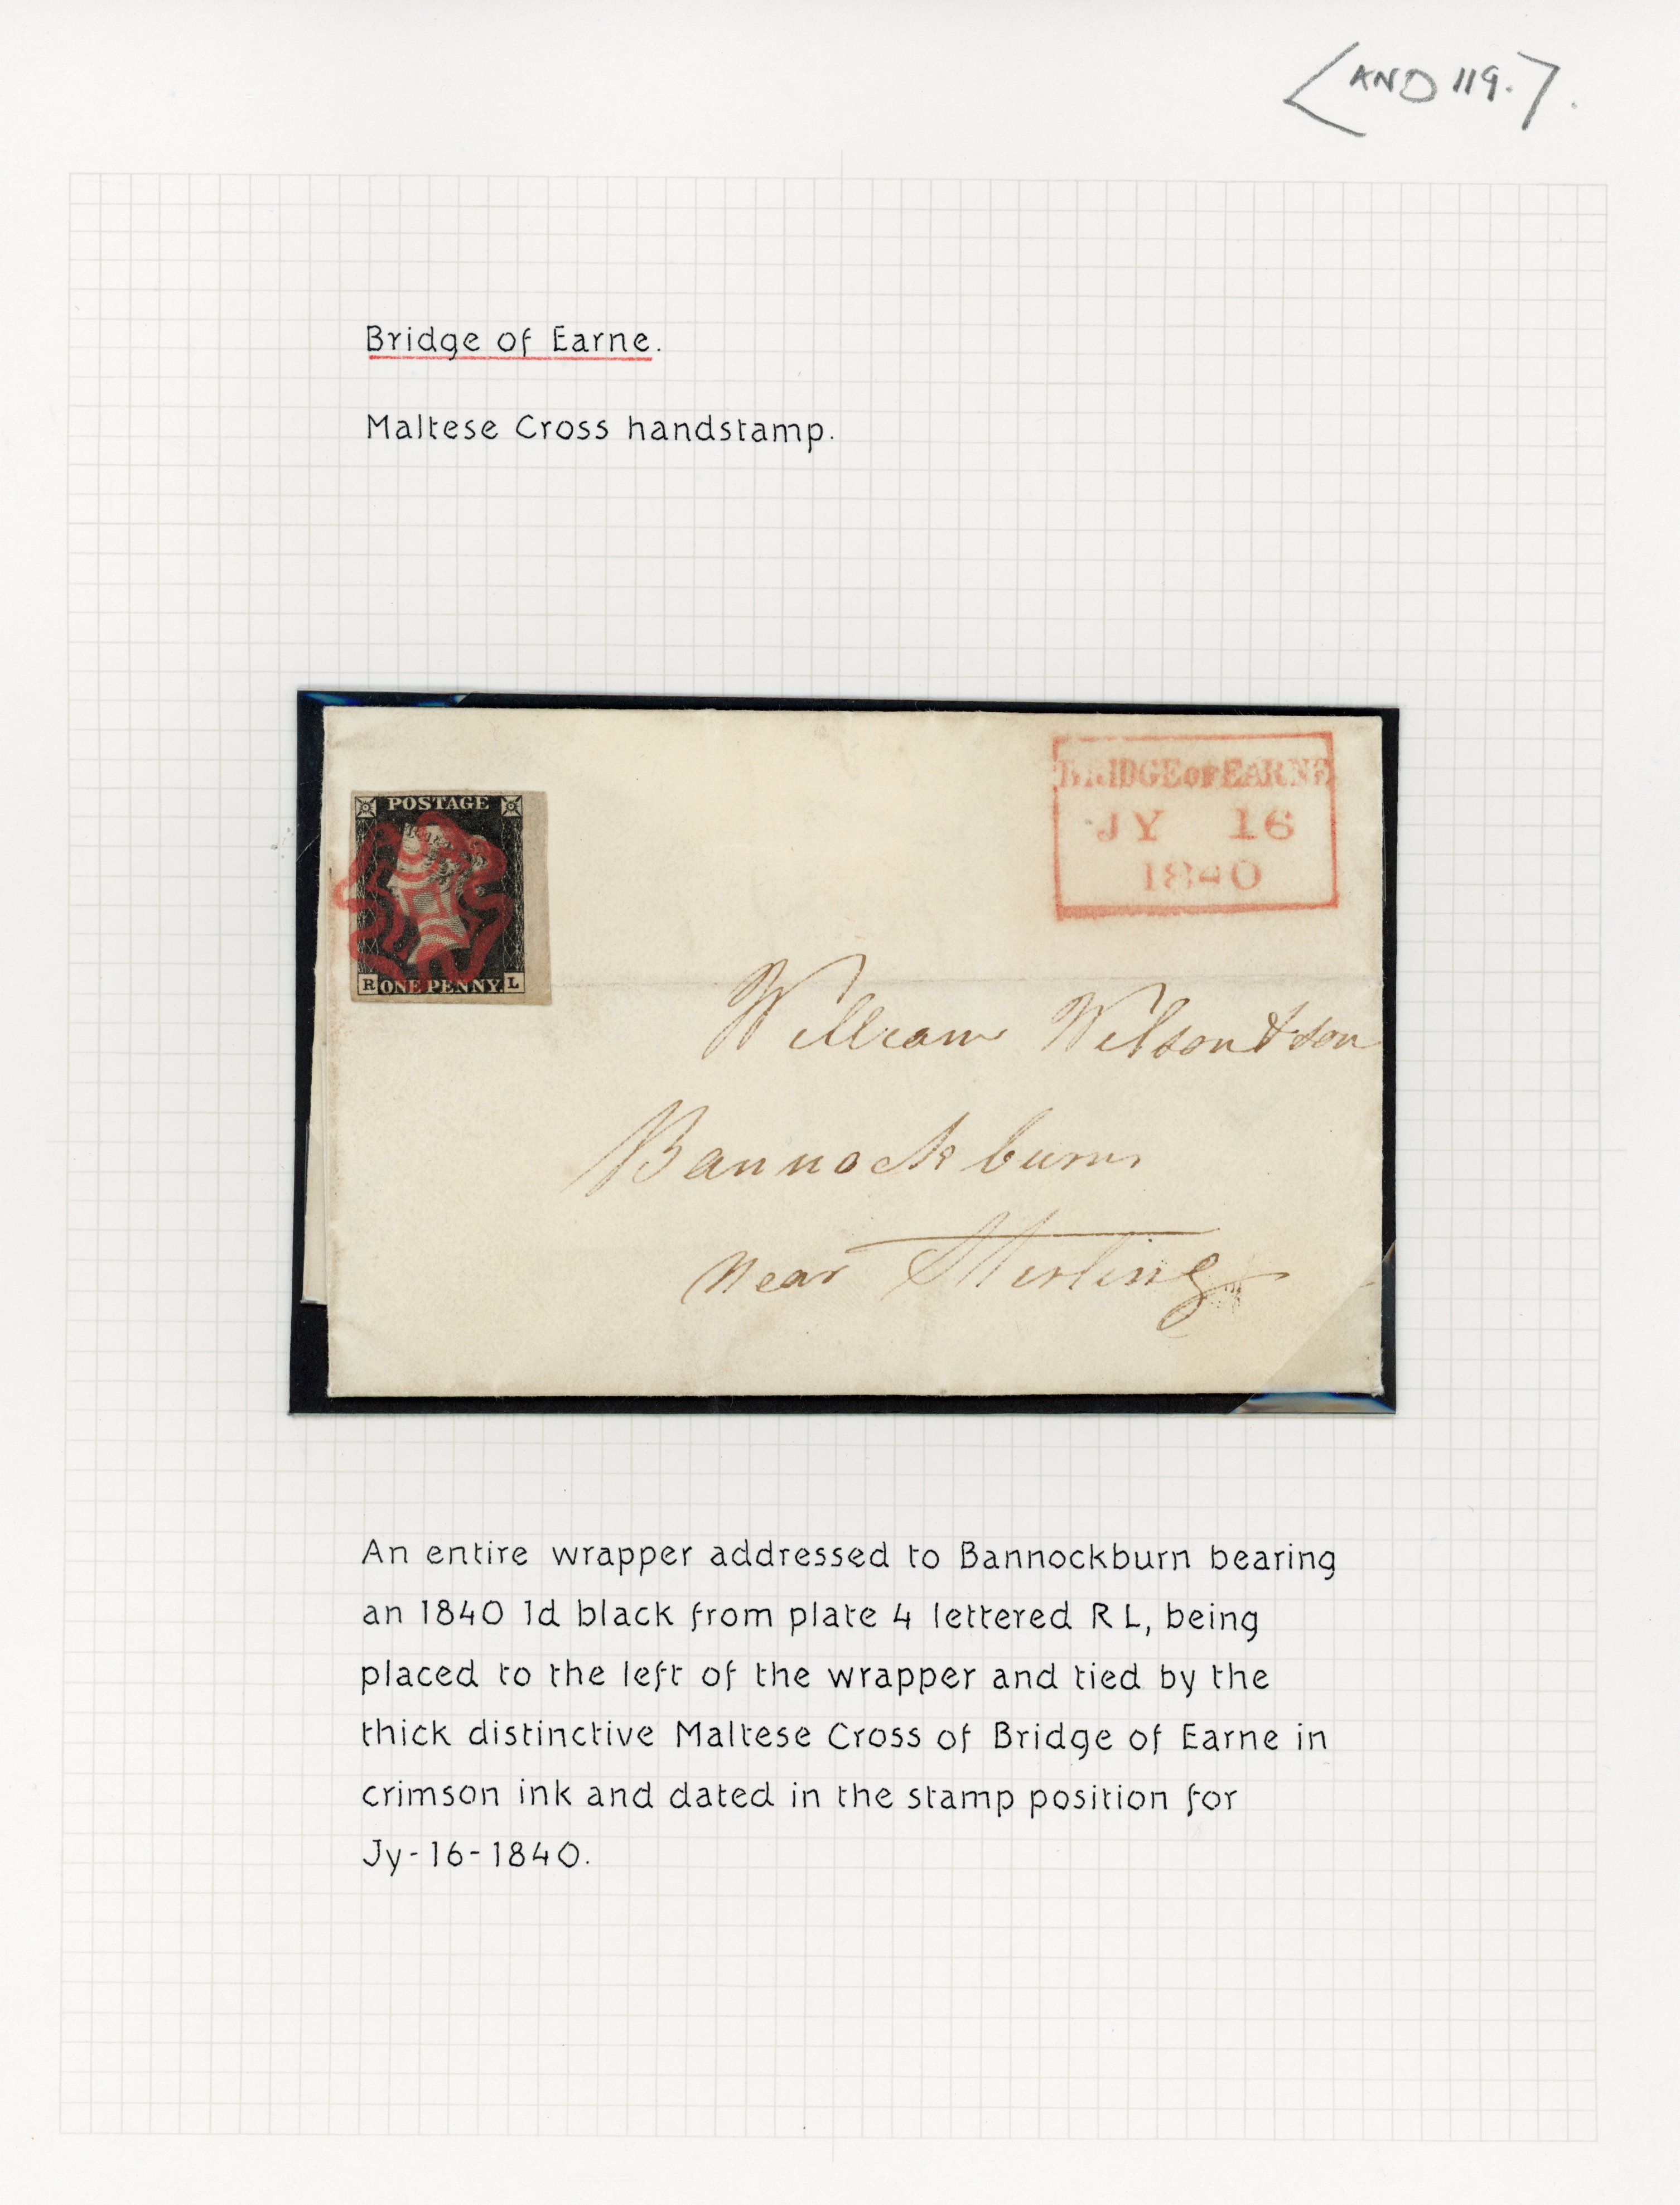 <AND 119.>.
Bridge of Earne.
Maltese Cross handstamp.
POSTAGE
R ONE PENNY. L
BRIDGE OF EARNE
JY 16
1840
William Wilson & Son
Bannockburn
Near Stirling
An entire wrapper addressed to Bannockburn bearing
an 1840 1d black from plate 4 lettered R L, being
placed to the left of the wrapper and tied by the
thick distinctive Maltese Cross of Bridge of Earne in
crimson ink and dated in the stamp position for
Jy-16-1840.